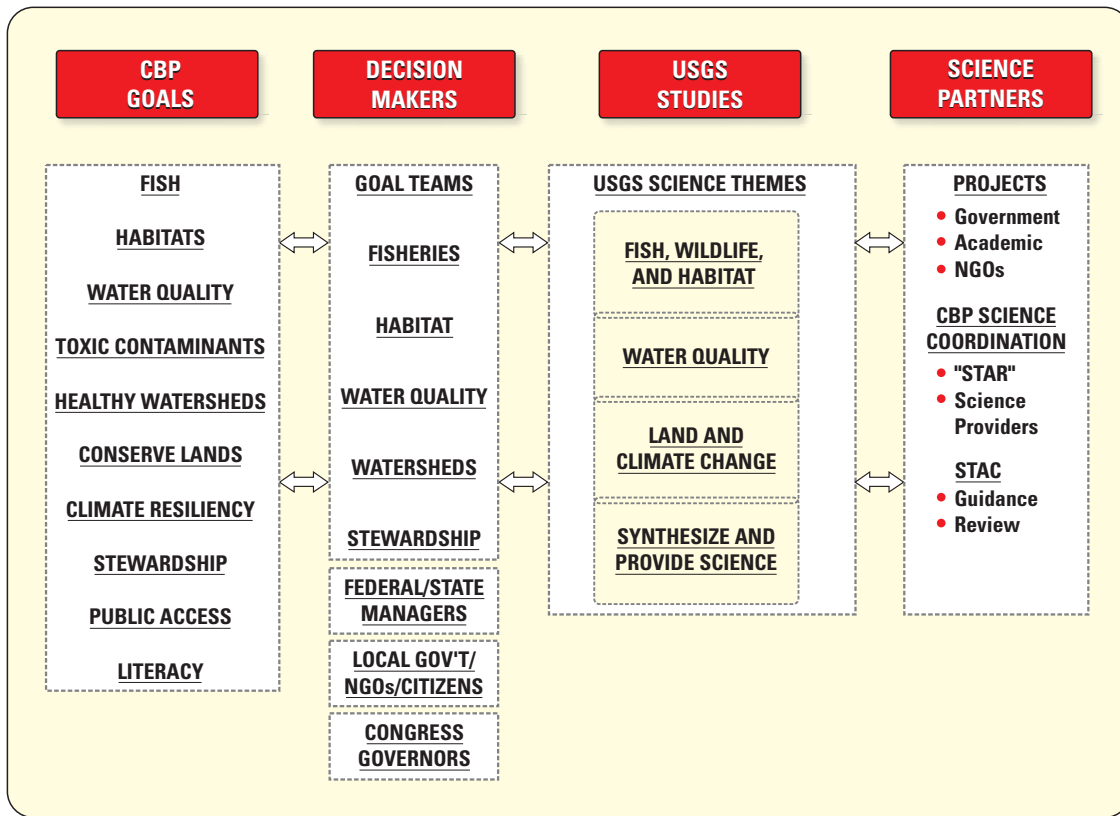 CBP
GOALS
DECISION
MAKERS
USGS
STUDIES
SCIENCE
PARTNERS
FISH
HABITATS
WATER QUALITY
TOXIC CONTAMINANTS
HEALTHY WATERSHEDS
CONSERVE LANDS
CLIMATE RESILIENCY
STEWARDSHIP
PUBLIC ACCESS
LITERACY
GOAL TEAMS
FISHERIES
HABITAT
WATER QUALITY
WATERSHEDS
STEWARDSHIP
FEDERAL/STATE
MANAGERS
LOCAL GOV'T/
NGOs/CITIZENS
CONGRESS
GOVERNORS
USGS SCIENCE THEMES
FISH, WILDLIFE,
AND HABITAT
WATER QUALITY
LAND AND
CLIMATE CHANGE
SYNTHESIZE AND
PROVIDE SCIENCE
PROJECTS
• Government
• Academic
• NGOs
CBP SCIENCE
COORDINATION
• "STAR"
• Science
Providers
STAC
• Guidance
• Review